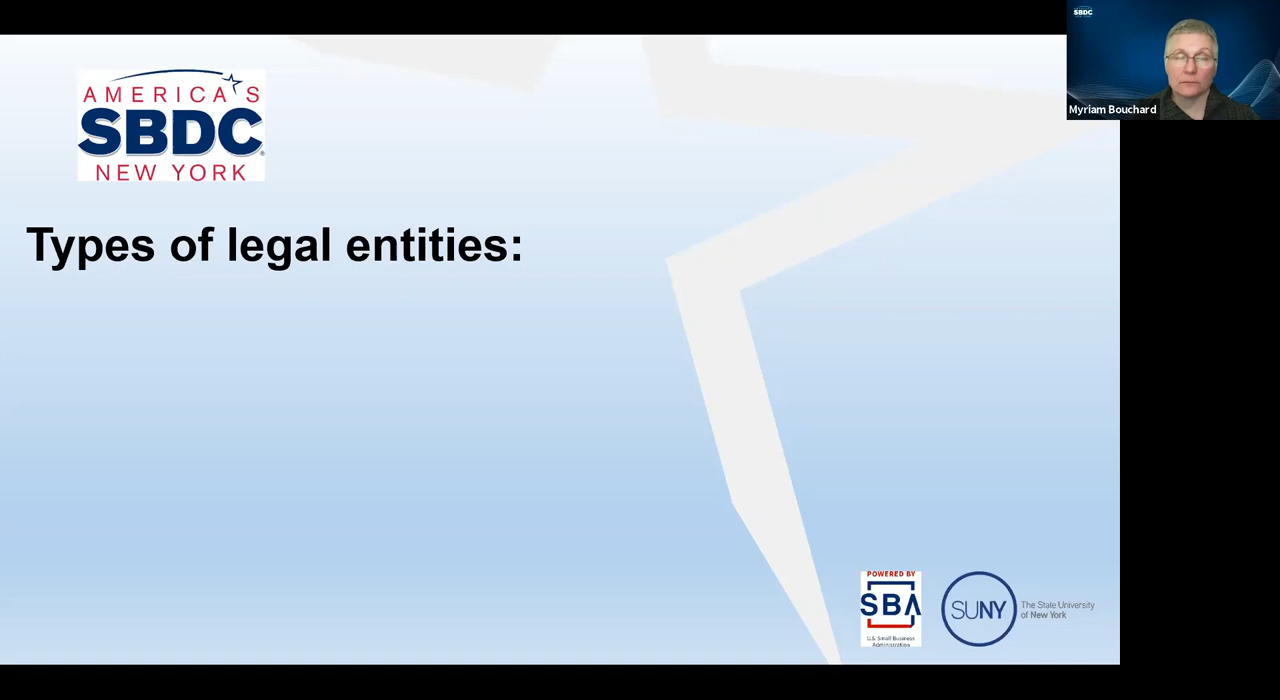 SBDC
Myriam Bouchard
AMERICA'S
SBDC
NEW YORK
Types of legal entities:
POWERED BY
SBA
U.S. Small Business
Administration
SUNY
The State University
of New York